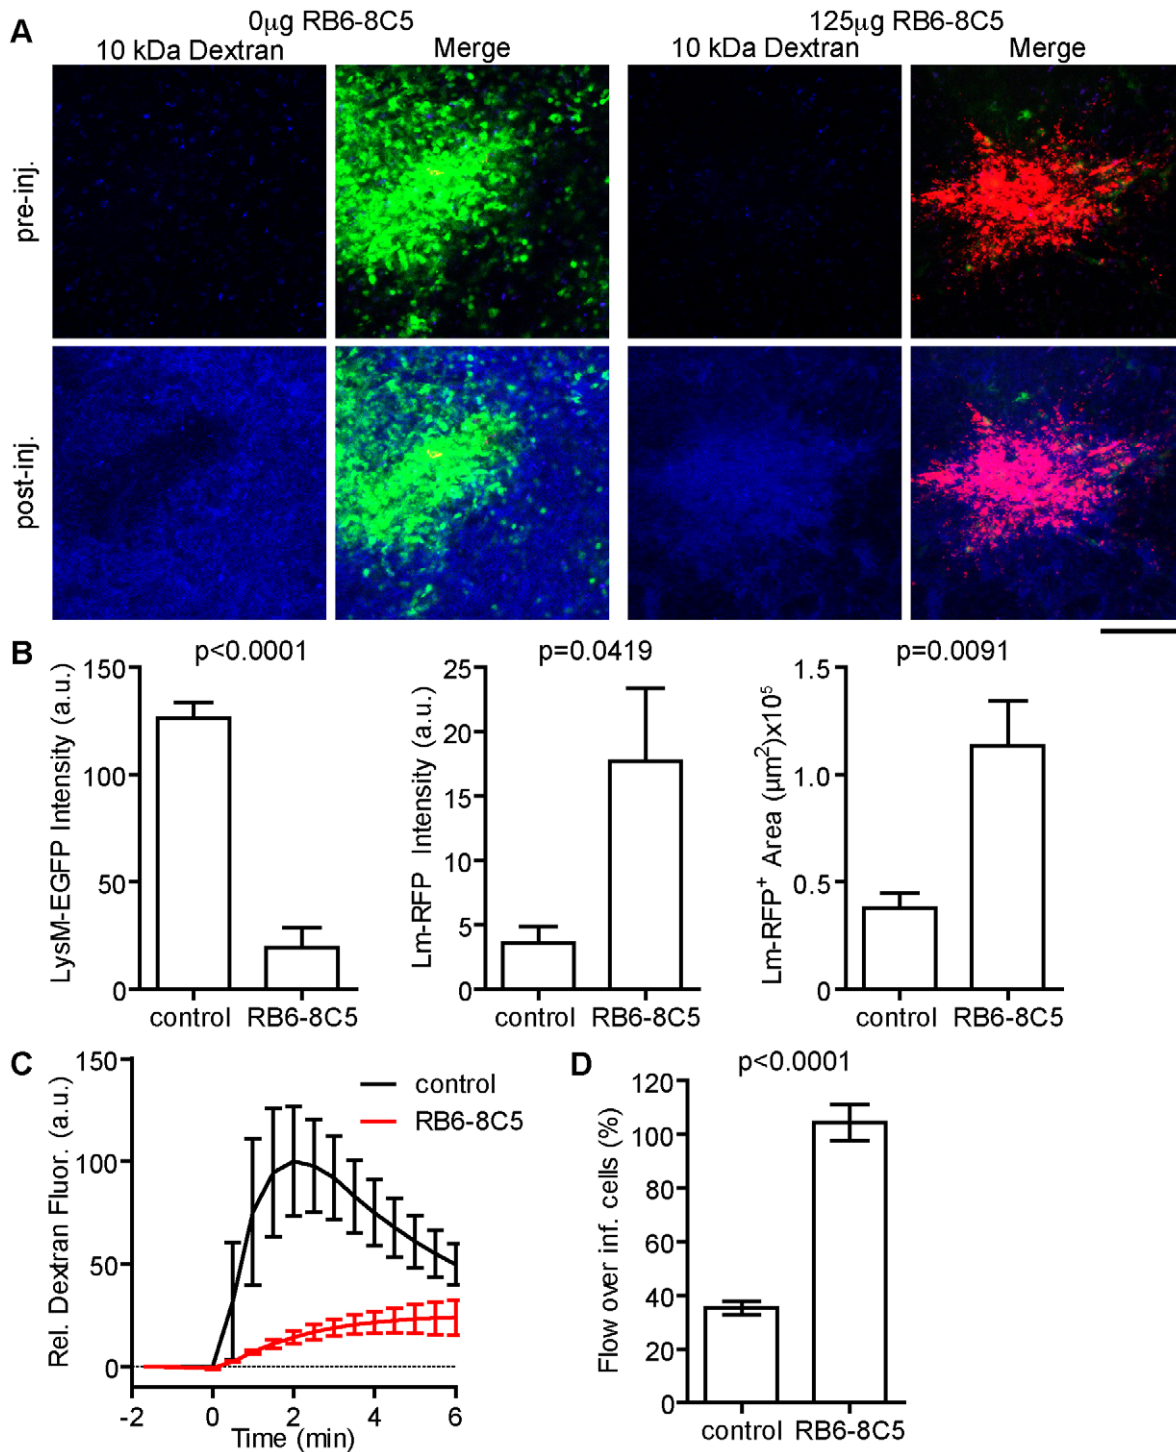 A
0μg RB6-8C5
125μg RB6-8C5
10 kDa Dextran
Merge
10 kDa Dextran
Merge
pre-inj.
post-inj.
B
p<0.0001
LysM-EGFP Intensity (a.u.)
150
100
50
0
control
RB6-8C5
p=0.0419
Lm-RFP Intensity (a.u.)
25
20
15
10
5
0
control
RB6-8C5
p=0.0091
Lm-RFP⁺ Area (μm²)x10⁵
1.5
1.0
0.5
0
control
RB6-8C5
C
Rel. Dextran Fluor. (a.u.)
150
100
50
0
-2
0
2
4
6
Time (min)
control
RB6-8C5
D
p<0.0001
Flow over inf. cells (%)
120
100
80
60
40
20
0
control
RB6-8C5